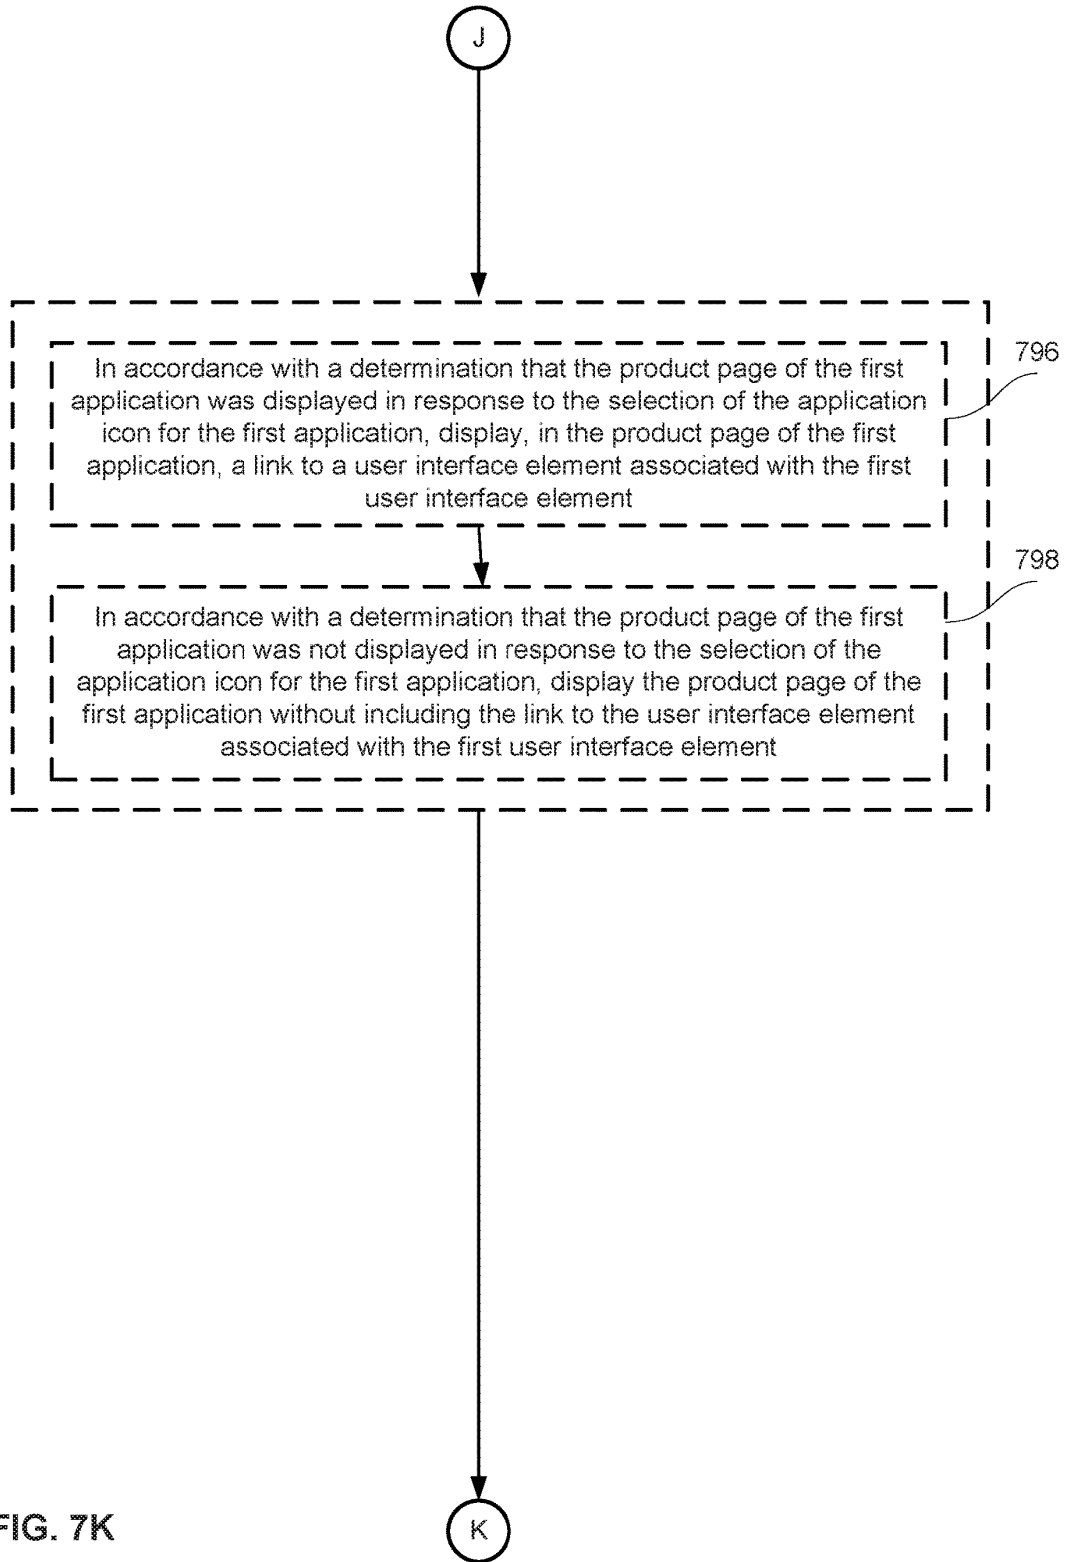 J
In accordance with a determination that the product page of the first
application was displayed in response to the selection of the application
icon for the first application, display, in the product page of the first
application, a link to a user interface element associated with the first
user interface element
796
In accordance with a determination that the product page of the first
application was not displayed in response to the selection of the
application icon for the first application, display the product page of the
first application without including the link to the user interface element
associated with the first user interface element
798
FIG. 7K
K